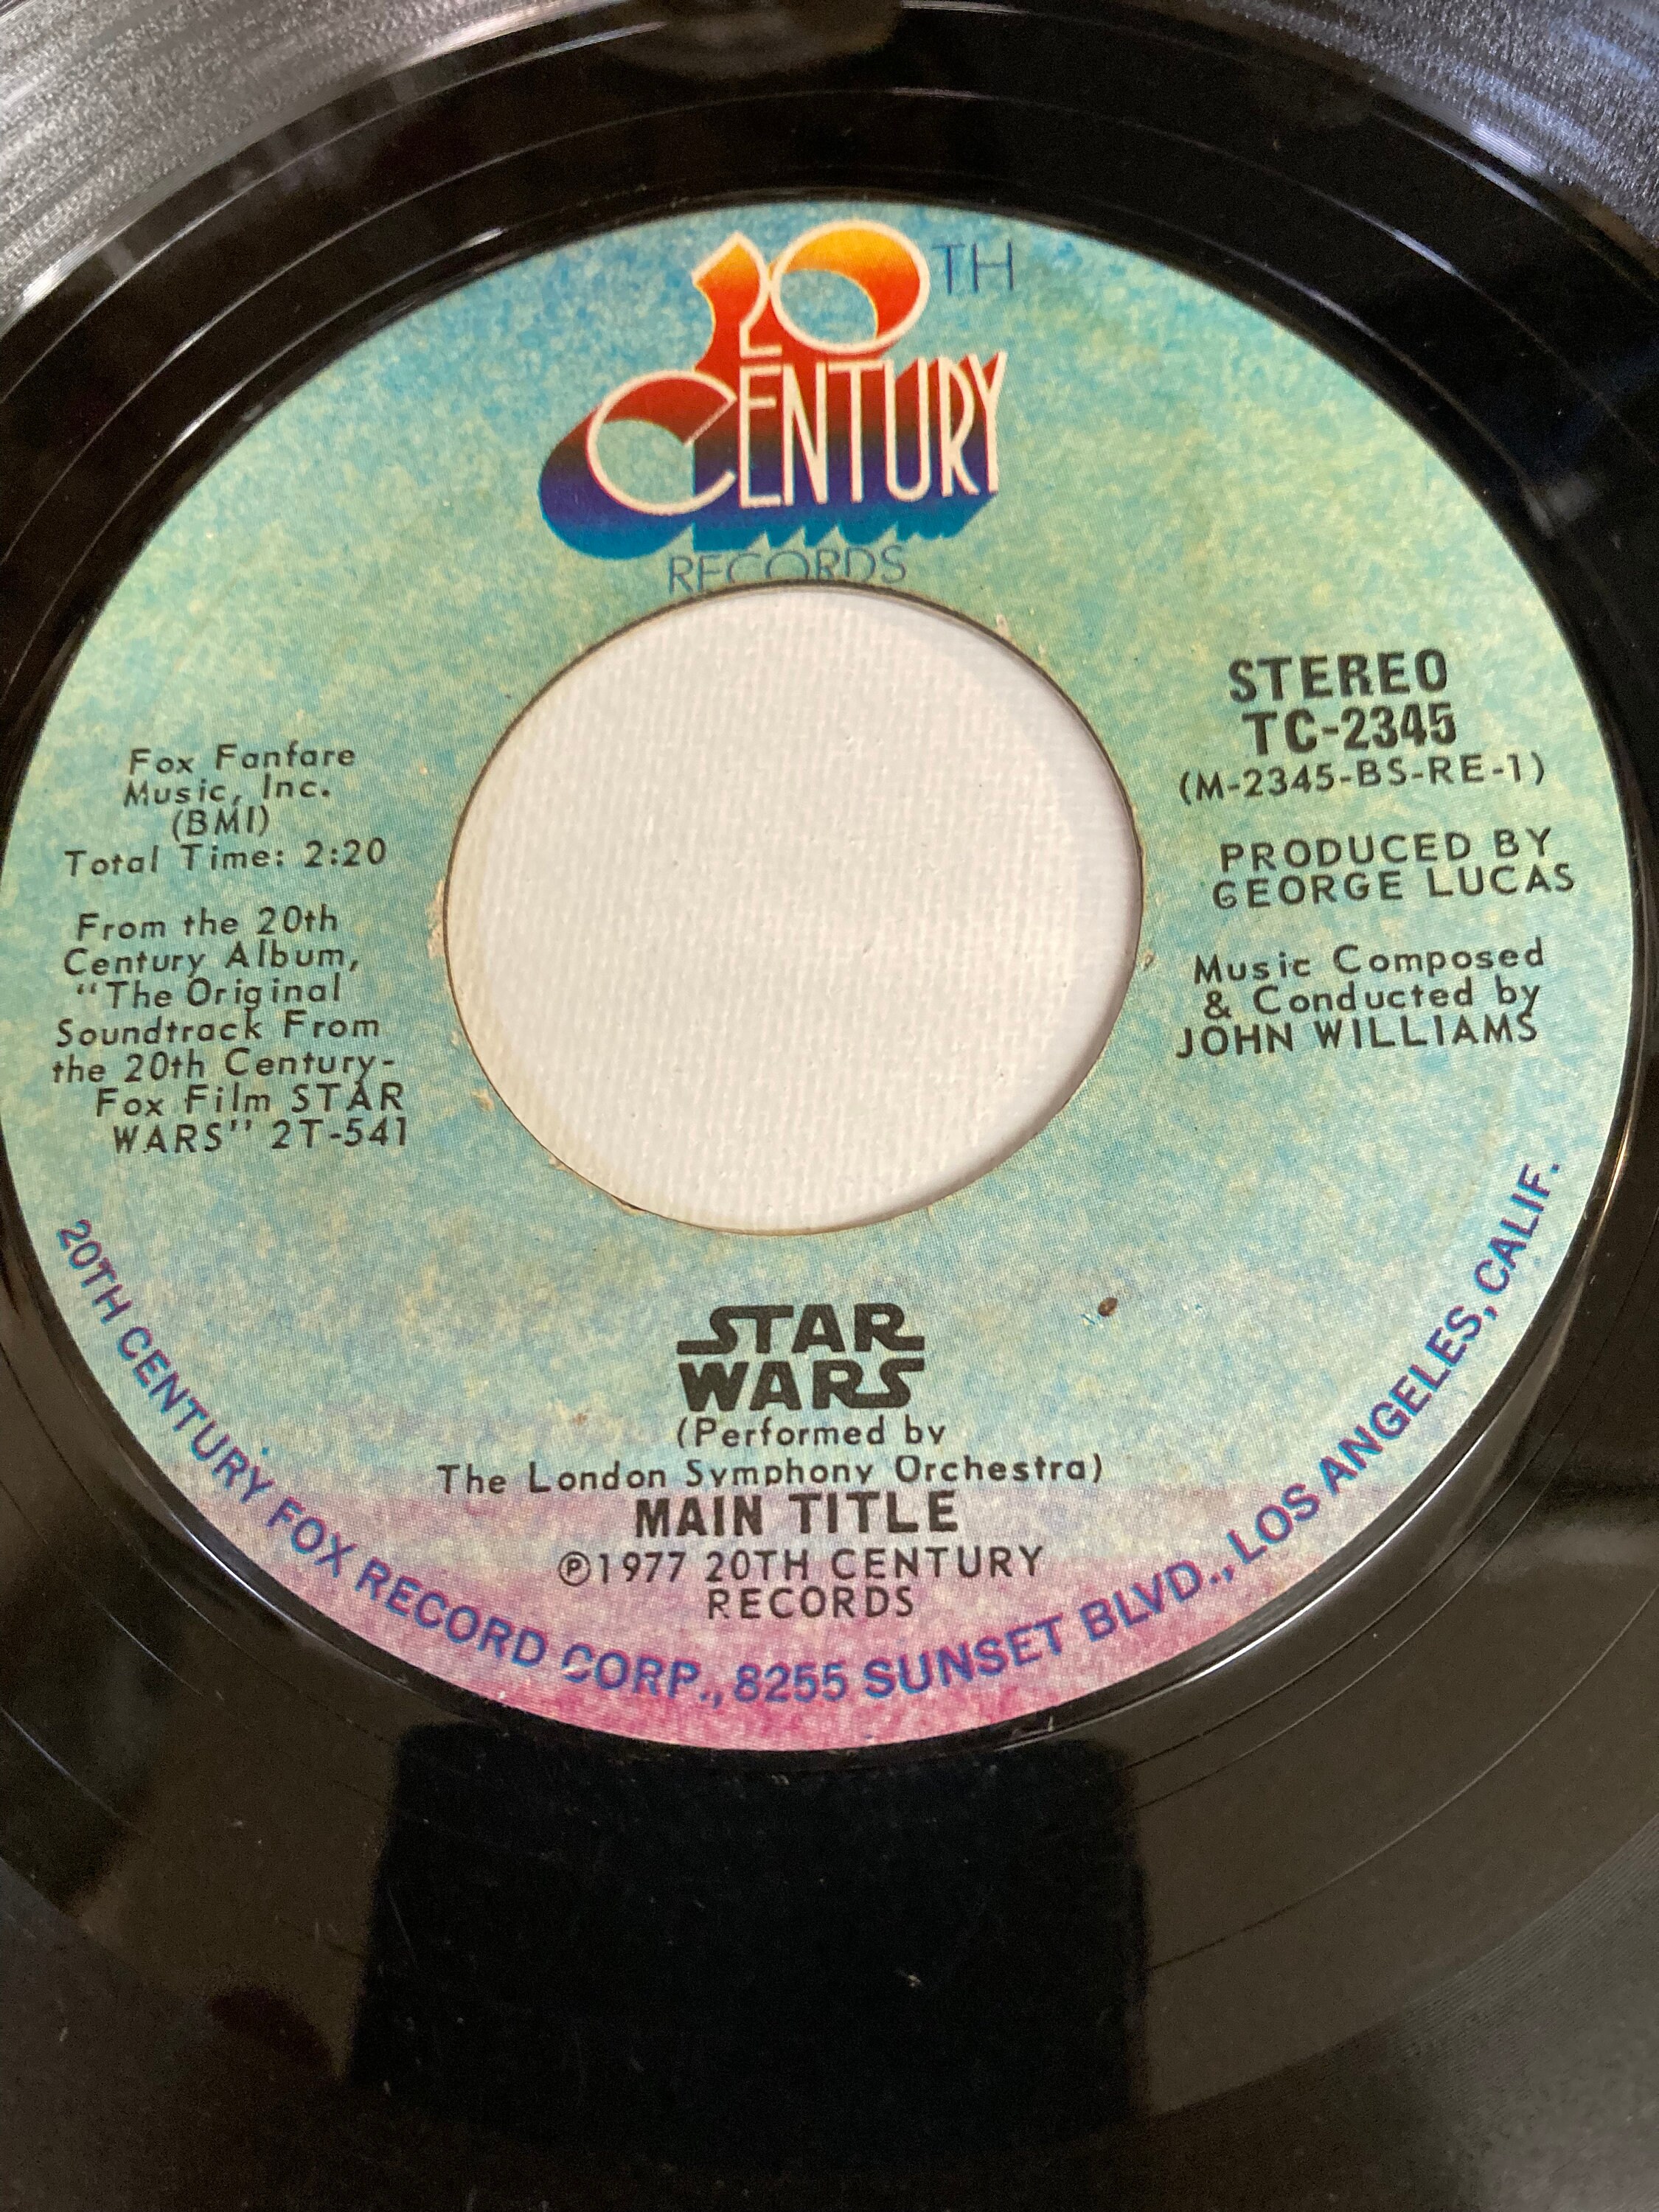 20TH
CENTURY
RECORDS
STEREO
TC-2345
(M-2345-BS-RE-1)
PRODUCED BY
GEORGE LUCAS
Music Composed
& Conducted by
JOHN WILLIAMS
Fox Fanfare
Music, Inc.
(BMI)
Total Time: 2:20
From the 20th
Century Album,
"The Original
Soundtrack From
the 20th Century-
Fox Film STAR
WARS" 2T-541
STAR
WARS
(Performed by
The London Symphony Orchestra)
MAIN TITLE
℗1977 20TH CENTURY
RECORDS
20TH CENTURY FOX RECORD CORP., 8255 SUNSET BLVD., LOS ANGELES, CALIF.